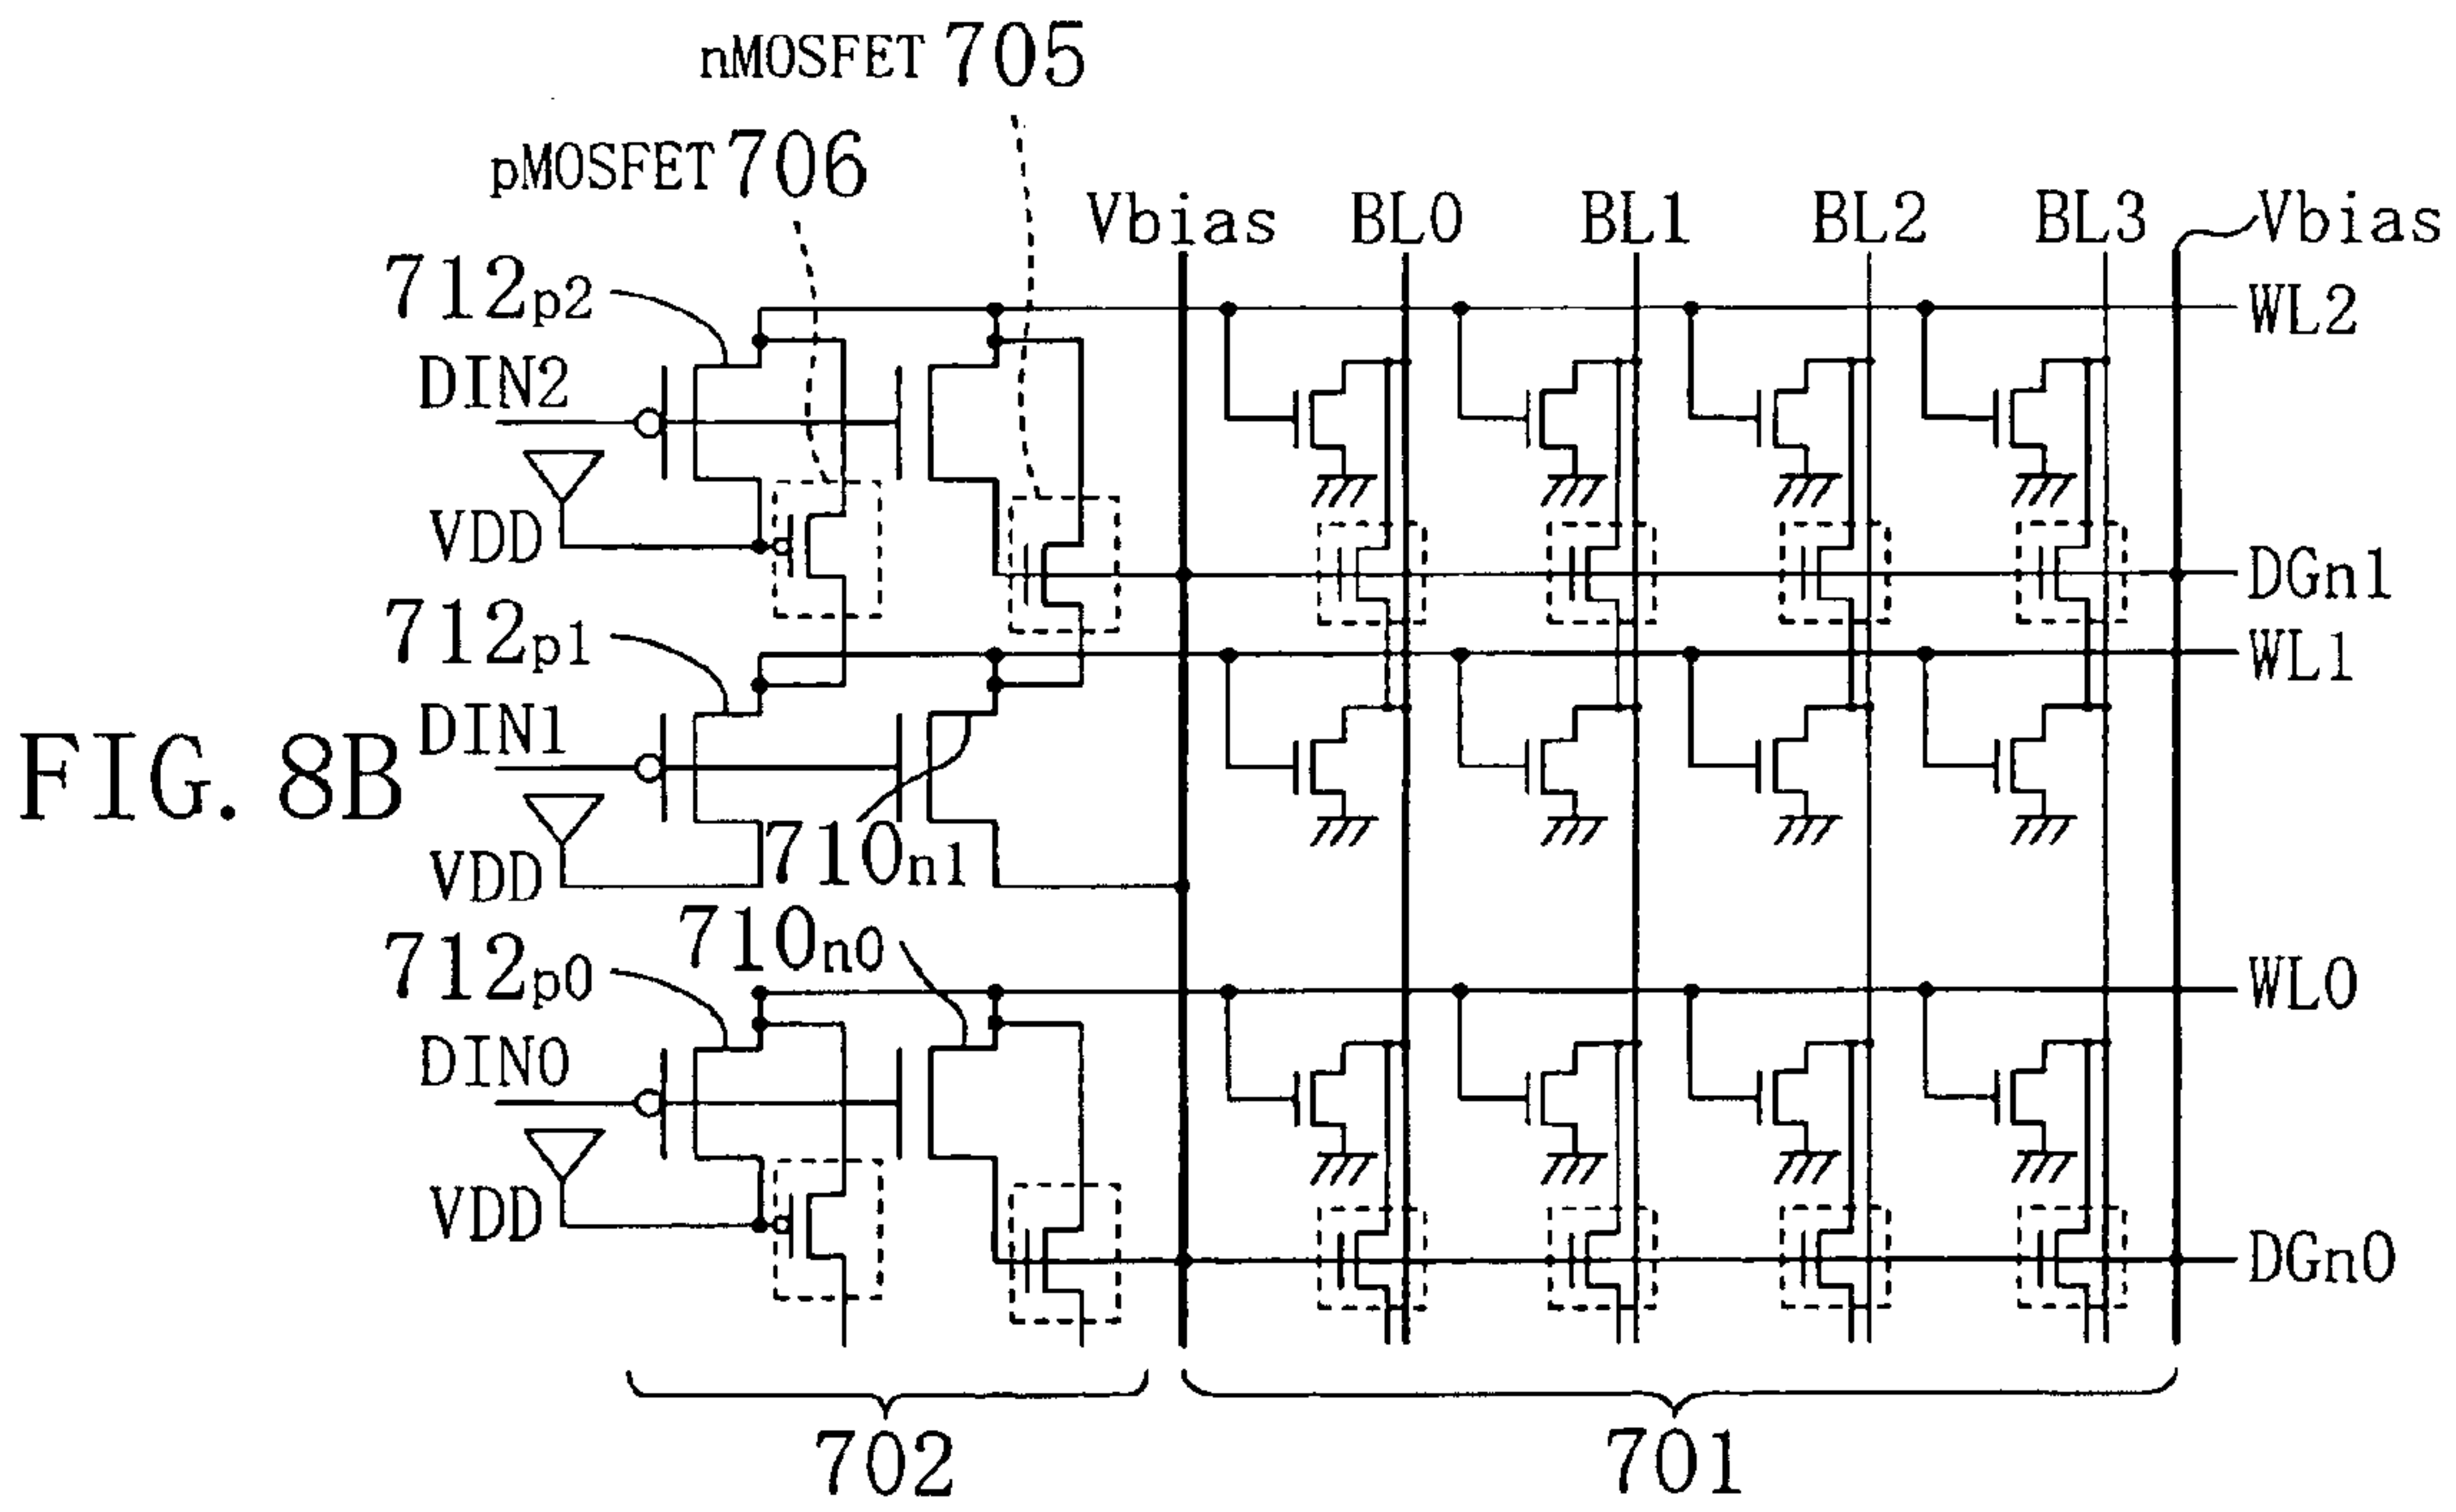 nMOSFET 705
pMOSFET 706
Vbias BL0 BL1 BL2 BL3 Vbias
712p2
WL2
DIN2
VDD
DGn1
712p1
WL1
DIN1
FIG. 8B
710n1
VDD
710n0
712p0
WL0
DIN0
VDD
DGn0
702
701